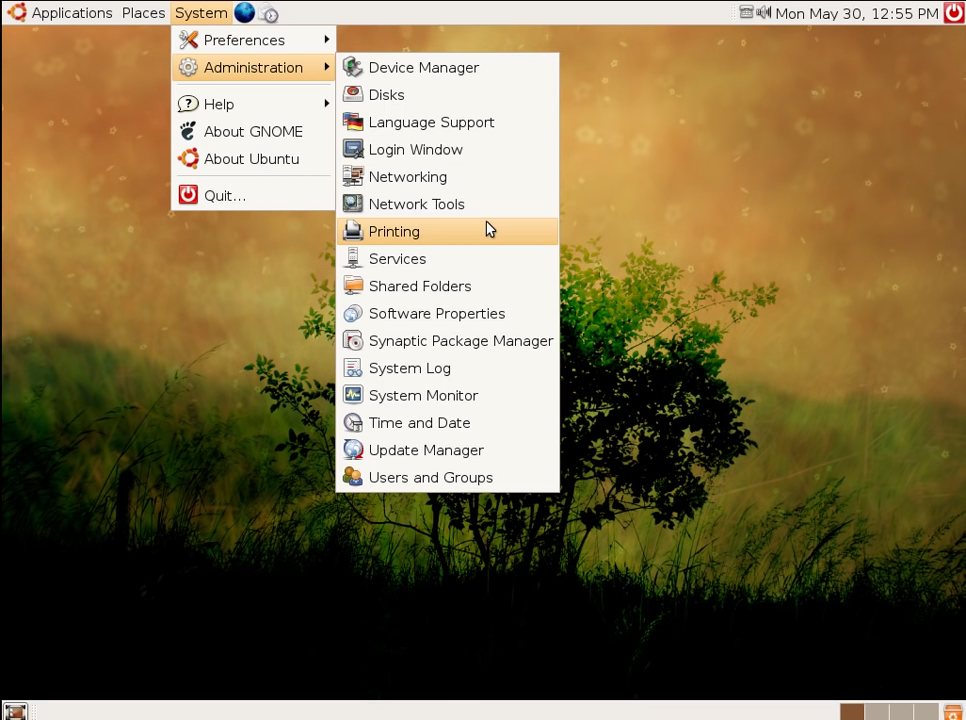 Applications Places System Mon May 30, 12:55 PM
Preferences
Administration
Help
About GNOME
About Ubuntu
Quit...
Device Manager
Disks
Language Support
Login Window
Networking
Network Tools
Printing
Services
Shared Folders
Software Properties
Synaptic Package Manager
System Log
System Monitor
Time and Date
Update Manager
Users and Groups